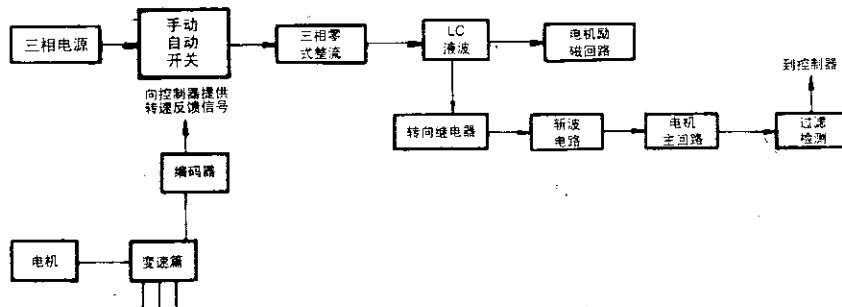 三相电源
手动
自动
开关
三相零
式整流
LC
液波
电机励
磁回路
向控制器提供
转速反馈信号
到控制器
转向继电器
斩波
电路
电机
主回路
过滤
检测
编码器
电机
变速篇